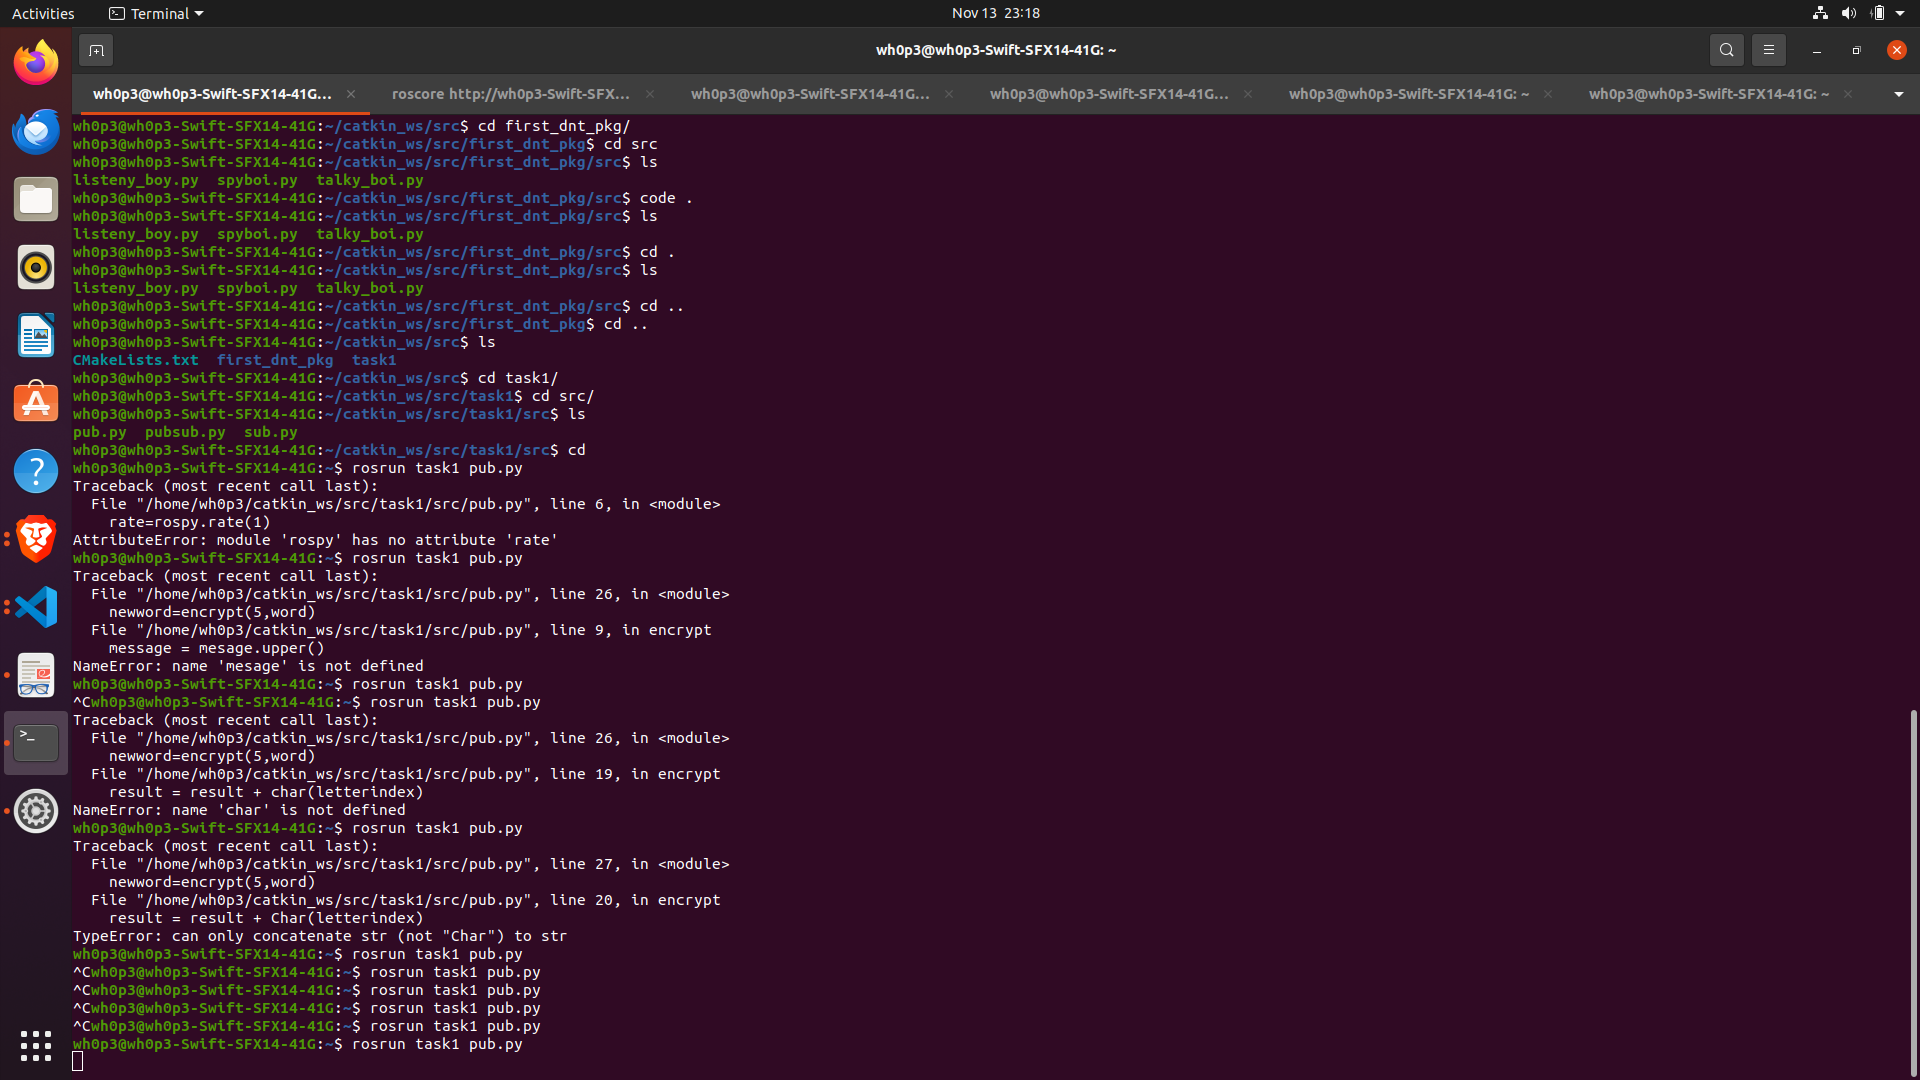 Activities
Terminal
Nov 13 23:18
wh0p3@wh0p3-Swift-SFX14-41G: ~
wh0p3@wh0p3-Swift-SFX14-41G…
roscore http://wh0p3-Swift-SFX…
wh0p3@wh0p3-Swift-SFX14-41G…
wh0p3@wh0p3-Swift-SFX14-41G…
wh0p3@wh0p3-Swift-SFX14-41G: ~
wh0p3@wh0p3-Swift-SFX14-41G: ~
wh0p3@wh0p3-Swift-SFX14-41G:~/catkin_ws/src$ cd first_dnt_pkg/
wh0p3@wh0p3-Swift-SFX14-41G:~/catkin_ws/src/first_dnt_pkg$ cd src
wh0p3@wh0p3-Swift-SFX14-41G:~/catkin_ws/src/first_dnt_pkg/src$ ls
listeny_boy.py  spyboi.py  talky_boi.py
wh0p3@wh0p3-Swift-SFX14-41G:~/catkin_ws/src/first_dnt_pkg/src$ code .
wh0p3@wh0p3-Swift-SFX14-41G:~/catkin_ws/src/first_dnt_pkg/src$ ls
listeny_boy.py  spyboi.py  talky_boi.py
wh0p3@wh0p3-Swift-SFX14-41G:~/catkin_ws/src/first_dnt_pkg/src$ cd .
wh0p3@wh0p3-Swift-SFX14-41G:~/catkin_ws/src/first_dnt_pkg/src$ ls
listeny_boy.py  spyboi.py  talky_boi.py
wh0p3@wh0p3-Swift-SFX14-41G:~/catkin_ws/src/first_dnt_pkg/src$ cd ..
wh0p3@wh0p3-Swift-SFX14-41G:~/catkin_ws/src/first_dnt_pkg$ cd ..
wh0p3@wh0p3-Swift-SFX14-41G:~/catkin_ws/src$ ls
CMakeLists.txt  first_dnt_pkg  task1
wh0p3@wh0p3-Swift-SFX14-41G:~/catkin_ws/src$ cd task1/
wh0p3@wh0p3-Swift-SFX14-41G:~/catkin_ws/src/task1$ cd src/
wh0p3@wh0p3-Swift-SFX14-41G:~/catkin_ws/src/task1/src$ ls
pub.py  pubsub.py  sub.py
wh0p3@wh0p3-Swift-SFX14-41G:~/catkin_ws/src/task1/src$ cd
wh0p3@wh0p3-Swift-SFX14-41G:~$ rosrun task1 pub.py
Traceback (most recent call last):
  File "/home/wh0p3/catkin_ws/src/task1/src/pub.py", line 6, in <module>
    rate=rospy.rate(1)
AttributeError: module 'rospy' has no attribute 'rate'
wh0p3@wh0p3-Swift-SFX14-41G:~$ rosrun task1 pub.py
Traceback (most recent call last):
  File "/home/wh0p3/catkin_ws/src/task1/src/pub.py", line 26, in <module>
    newword=encrypt(5,word)
  File "/home/wh0p3/catkin_ws/src/task1/src/pub.py", line 9, in encrypt
    message = mesage.upper()
NameError: name 'mesage' is not defined
wh0p3@wh0p3-Swift-SFX14-41G:~$ rosrun task1 pub.py
^Cwh0p3@wh0p3-Swift-SFX14-41G:~$ rosrun task1 pub.py
Traceback (most recent call last):
  File "/home/wh0p3/catkin_ws/src/task1/src/pub.py", line 26, in <module>
    newword=encrypt(5,word)
  File "/home/wh0p3/catkin_ws/src/task1/src/pub.py", line 19, in encrypt
    result = result + char(letterindex)
NameError: name 'char' is not defined
wh0p3@wh0p3-Swift-SFX14-41G:~$ rosrun task1 pub.py
Traceback (most recent call last):
  File "/home/wh0p3/catkin_ws/src/task1/src/pub.py", line 27, in <module>
    newword=encrypt(5,word)
  File "/home/wh0p3/catkin_ws/src/task1/src/pub.py", line 20, in encrypt
    result = result + Char(letterindex)
TypeError: can only concatenate str (not "Char") to str
wh0p3@wh0p3-Swift-SFX14-41G:~$ rosrun task1 pub.py
^Cwh0p3@wh0p3-Swift-SFX14-41G:~$ rosrun task1 pub.py
^Cwh0p3@wh0p3-Swift-SFX14-41G:~$ rosrun task1 pub.py
^Cwh0p3@wh0p3-Swift-SFX14-41G:~$ rosrun task1 pub.py
^Cwh0p3@wh0p3-Swift-SFX14-41G:~$ rosrun task1 pub.py
wh0p3@wh0p3-Swift-SFX14-41G:~$ rosrun task1 pub.py